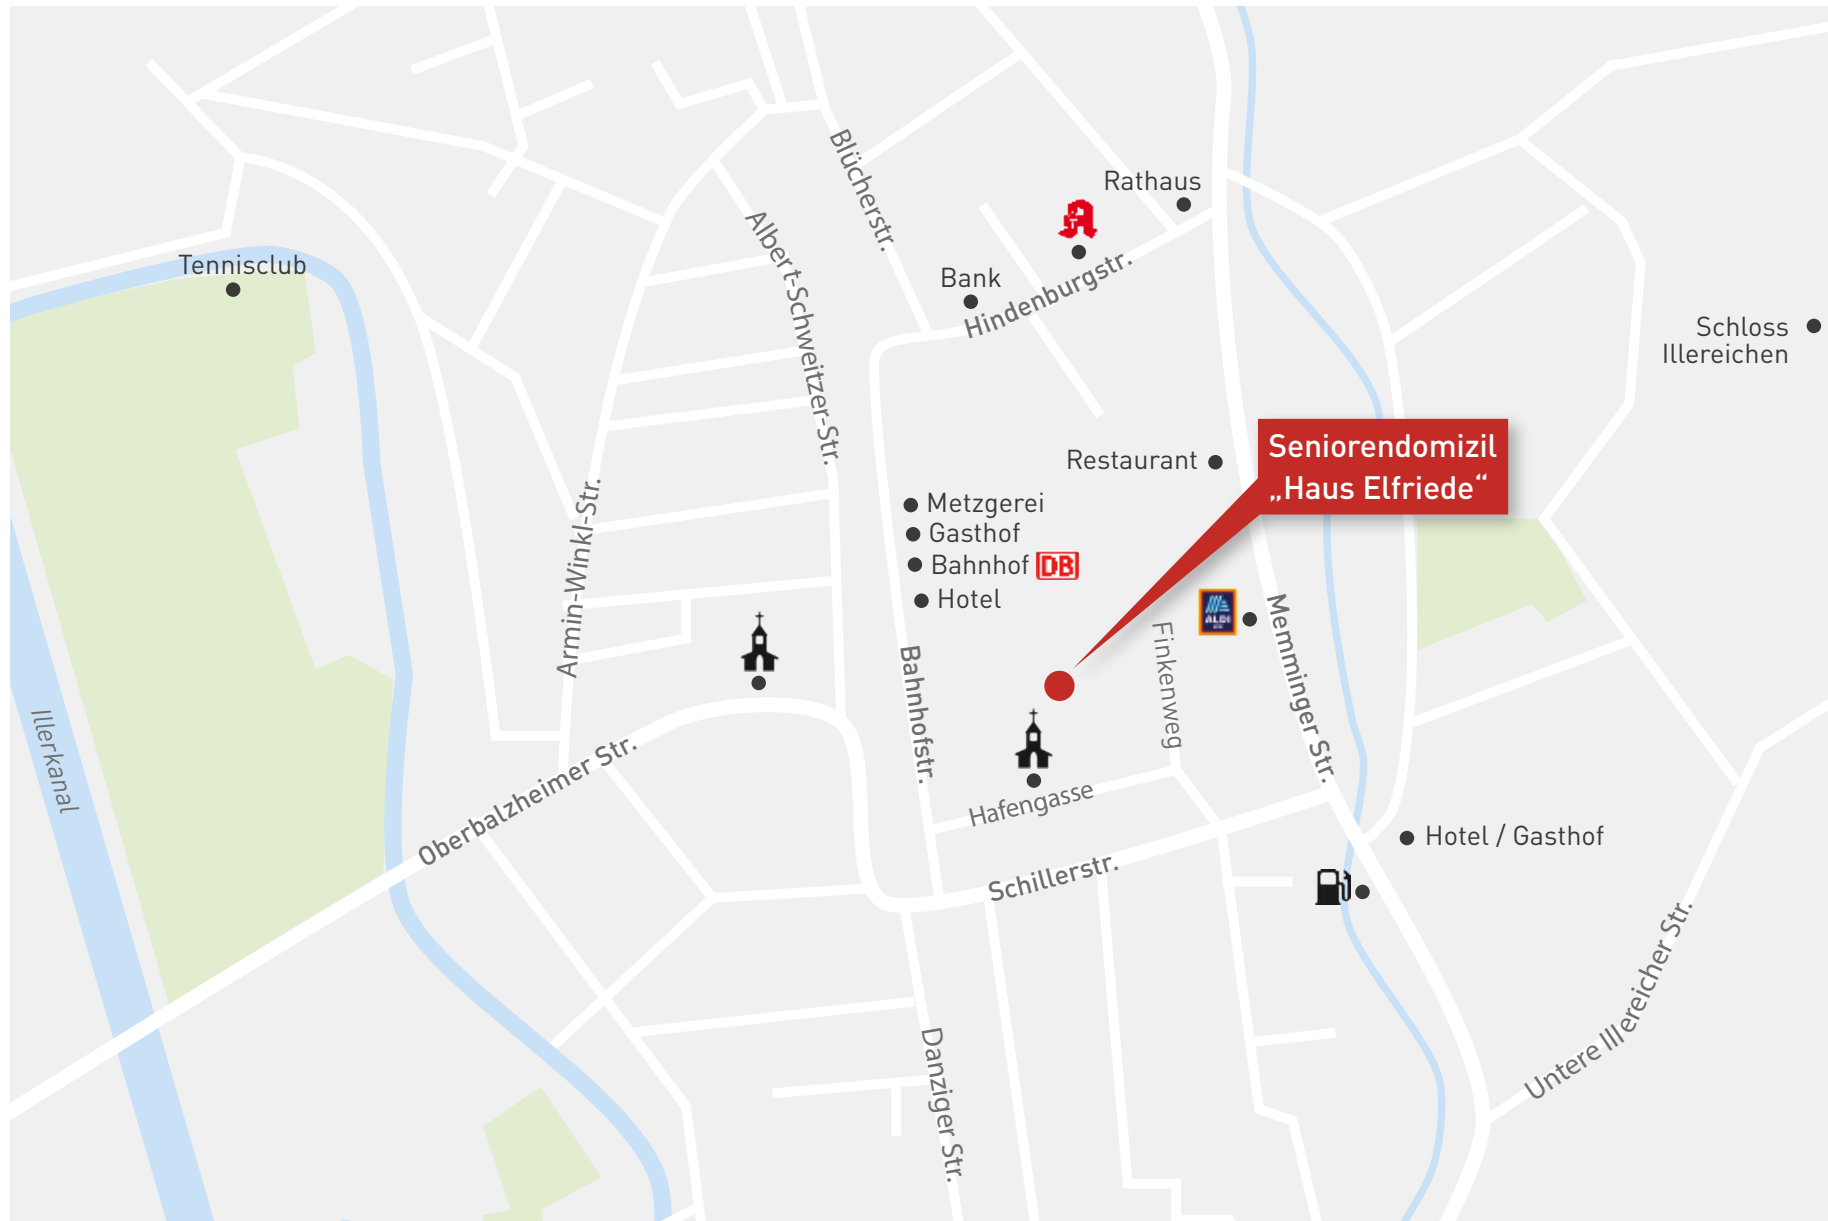 Blücherstr.
Rathaus
Albert-Schweitzer-Str.
Tennisclub
Bank
Hindenburgstr.
Schloss
Illereichen
Seniorendomizil
„Haus Elfriede“
Restaurant
Metzgerei
Gasthof
Bahnhof DB
Hotel
Armin-Winkl-Str.
ALDI
Finkenweg
Memminger Str.
Bahnhofstr.
Illerkanal
Oberbalzheimer Str.
Hafengasse
Schillerstr.
Hotel / Gasthof
Untere Illereicher Str.
Danziger Str.